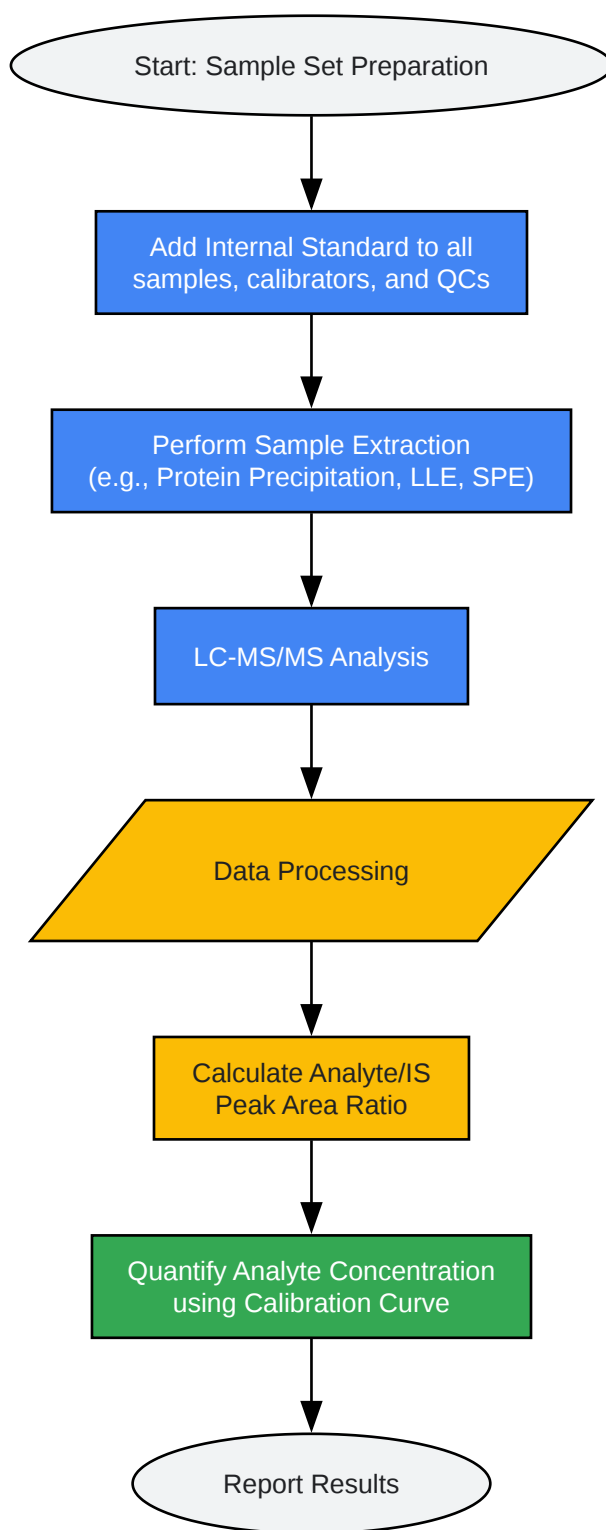 Start: Sample Set Preparation
Add Internal Standard to all
samples, calibrators, and QCs
Perform Sample Extraction
(e.g., Protein Precipitation, LLE, SPE)
LC-MS/MS Analysis
Data Processing
Calculate Analyte/IS
Peak Area Ratio
Quantify Analyte Concentration
using Calibration Curve
Report Results